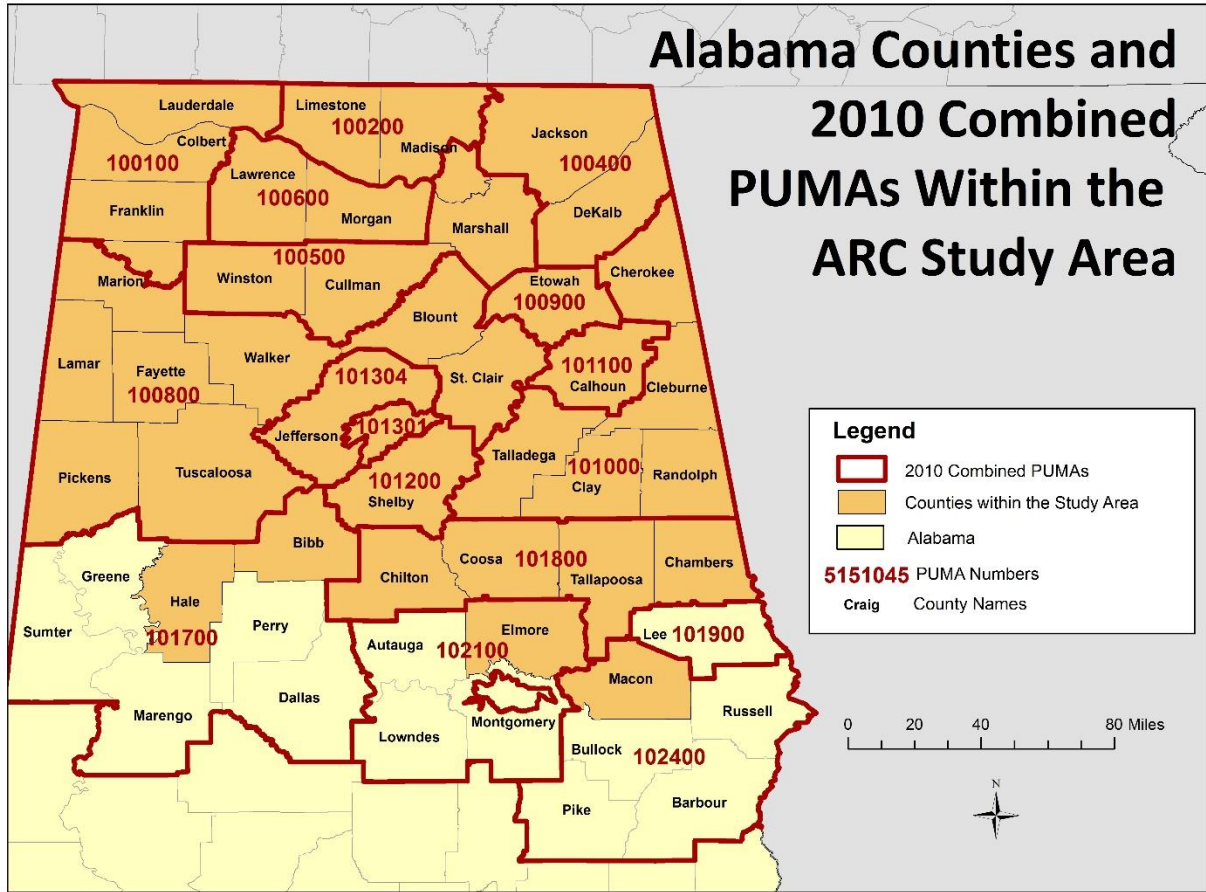 Alabama Counties and
2010 Combined
PUMAs Within the
ARC Study Area
Lauderdale
Limestone
100200
Colbert
Madison
Jackson
100100
100400
Lawrence
100600
Franklin
Morgan
DeKalb
Marshall
100500
Winston
Cullman
Marion
Etowah
100900
Cherokee
Blount
Lamar
Walker
Fayette
100800
101304
St. Clair
101100
Calhoun
Cleburne
Jefferson
101301
Talladega
101000
Clay
Randolph
Pickens
Tuscaloosa
101200
Shelby
Bibb
Greene
Chilton
Coosa
101800
Tallapoosa
Chambers
Hale
101700
Sumter
Perry
Autauga
102100
Elmore
Lee 101900
Macon
Dallas
Marengo
Lowndes
Montgomery
Russell
Bullock
102400
Pike
Barbour
Legend
2010 Combined PUMAs
Counties within the Study Area
Alabama
5151045 PUMA Numbers
Craig County Names
0 20 40 80 Miles
N